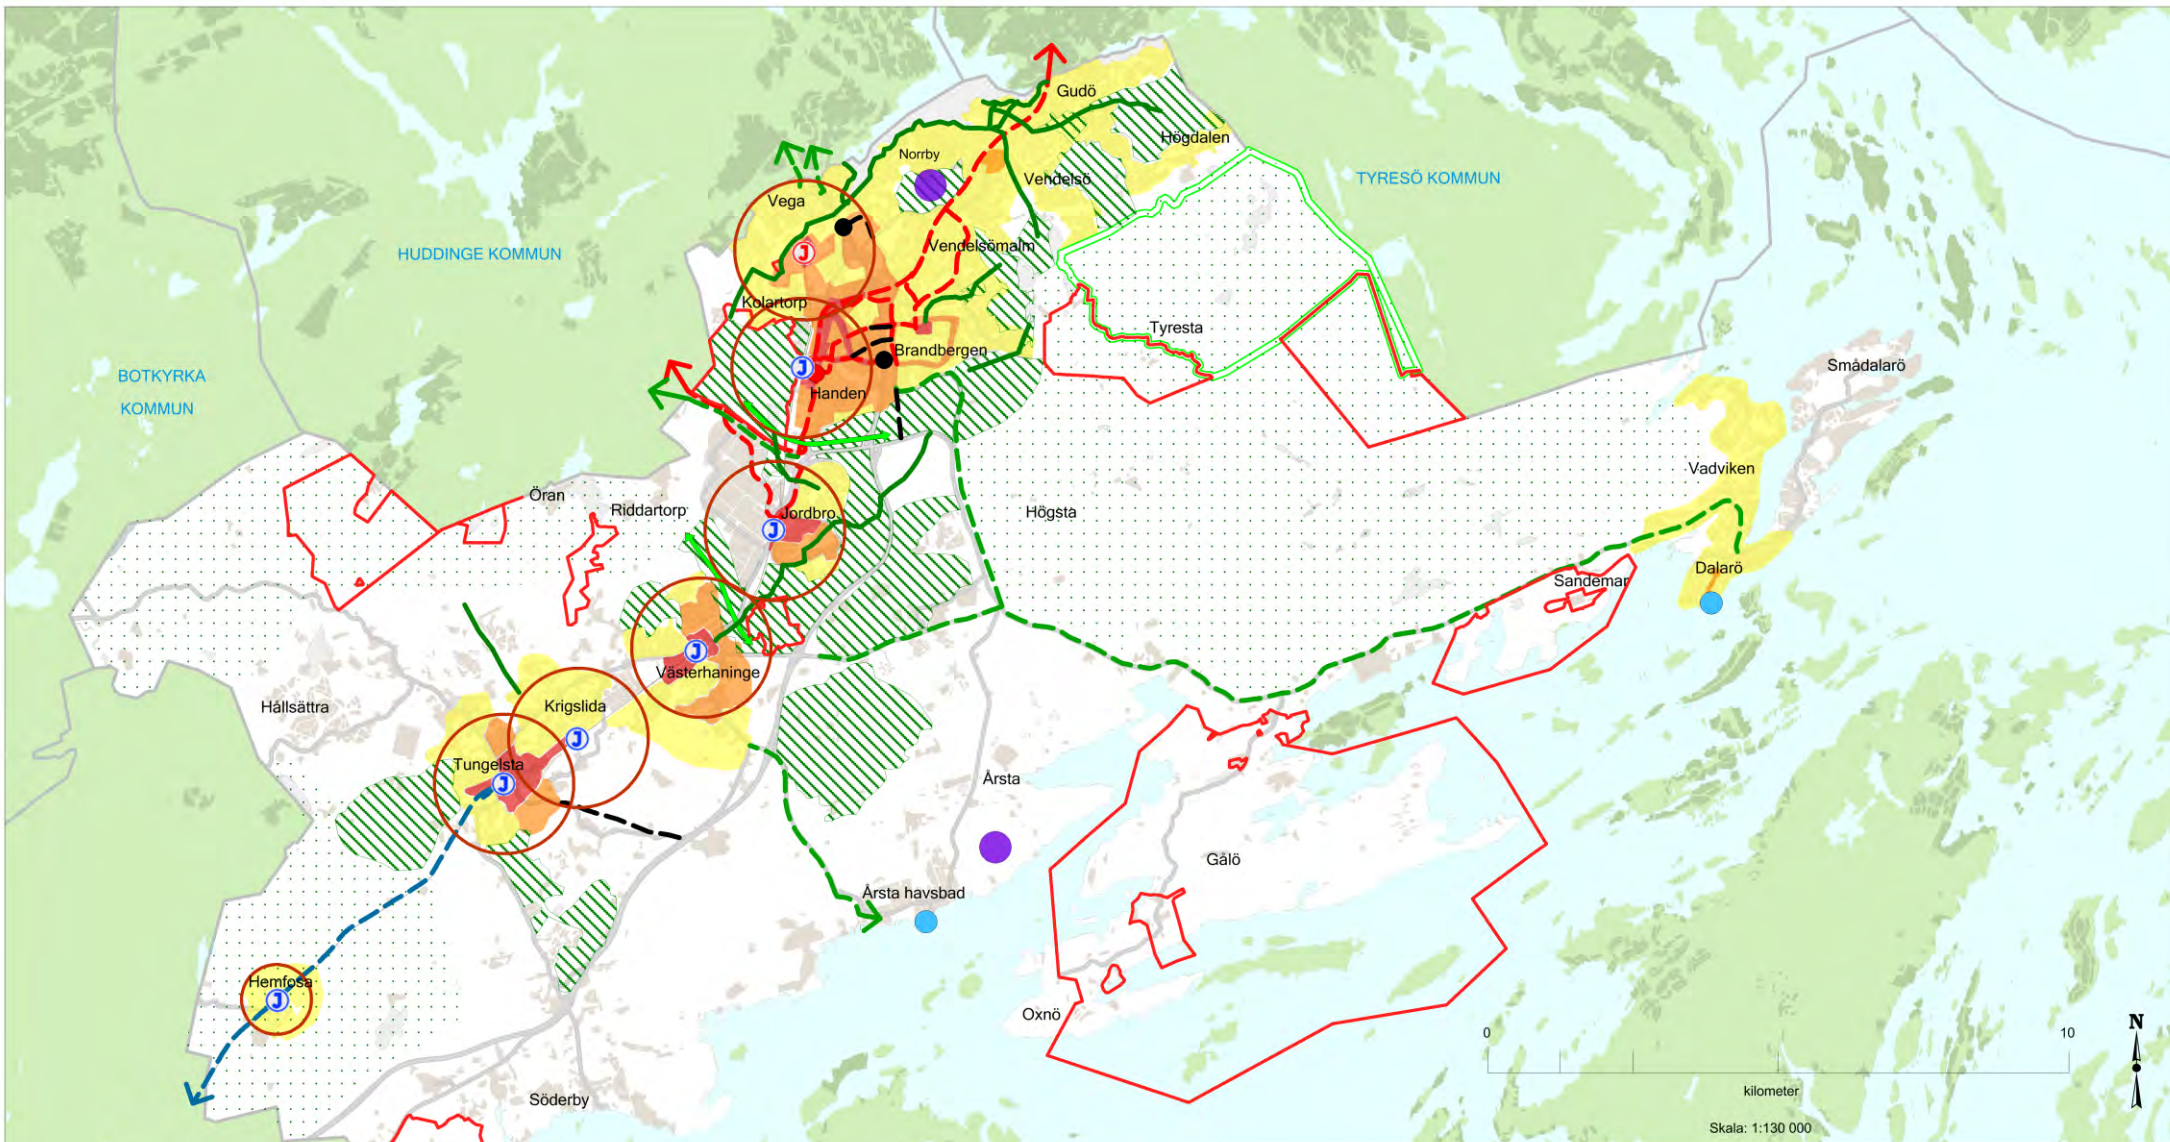 Gudö
Högdalen
Norrby
Vendelsö
TYRESÖ KOMMUN
Vega
HUDDINGE KOMMUN
Vendelsömalm
J
Kolartorp
Tyresta
Brandbergen
Smådalarö
J
BOTKYRKA
KOMMUN
Handen
Vadviken
Öran
Riddartorp
Jordbro
Högsta
J
Dalarö
Sandemar
J
Västerhaninge
Hållsättra
Krigslida
J
Tungelsta
J
Årsta
Gålö
Årsta havsbad
Hemfosa
J
Oxnö
0
10
N
kilometer
Söderby
Skala: 1:130 000